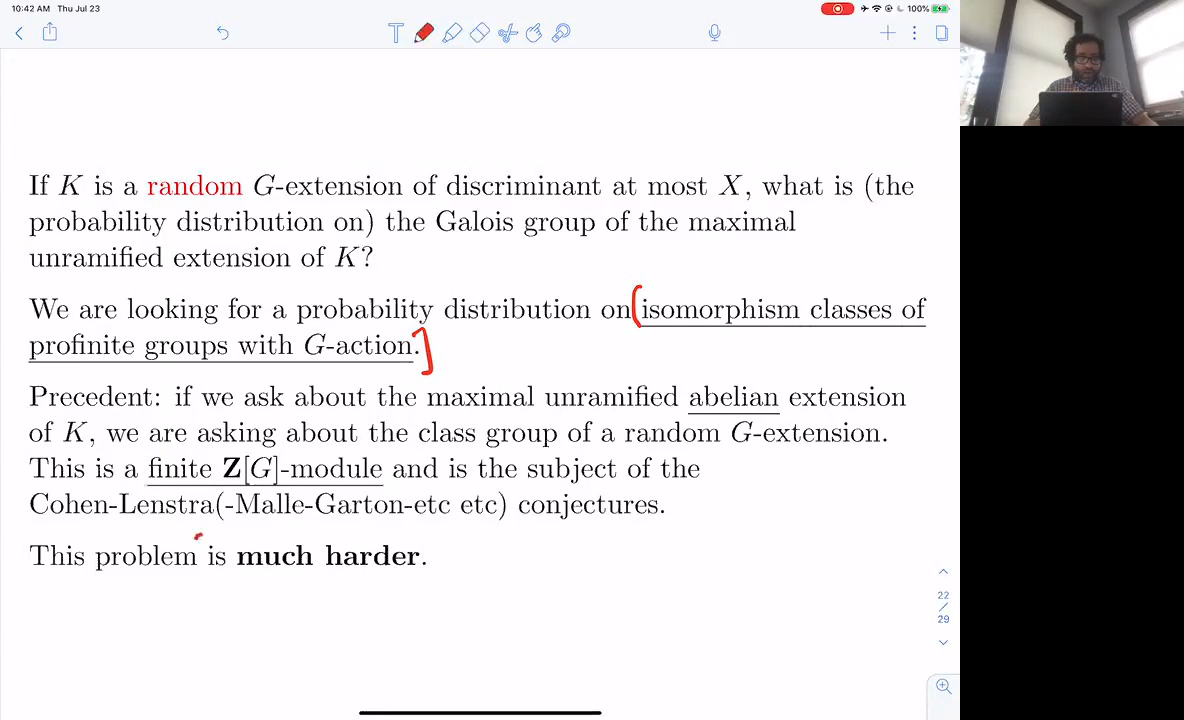 10:42 AM Thu Jul 23
100%
If K is a random G-extension of discriminant at most X, what is (the
probability distribution on) the Galois group of the maximal
unramified extension of K?
We are looking for a probability distribution on (isomorphism classes of
profinite groups with G-action.]
Precedent: if we ask about the maximal unramified abelian extension
of K, we are asking about the class group of a random G-extension.
This is a finite Z[G]-module and is the subject of the
Cohen-Lenstra(-Malle-Garton-etc etc) conjectures.
This problem is much harder.
22
/
29